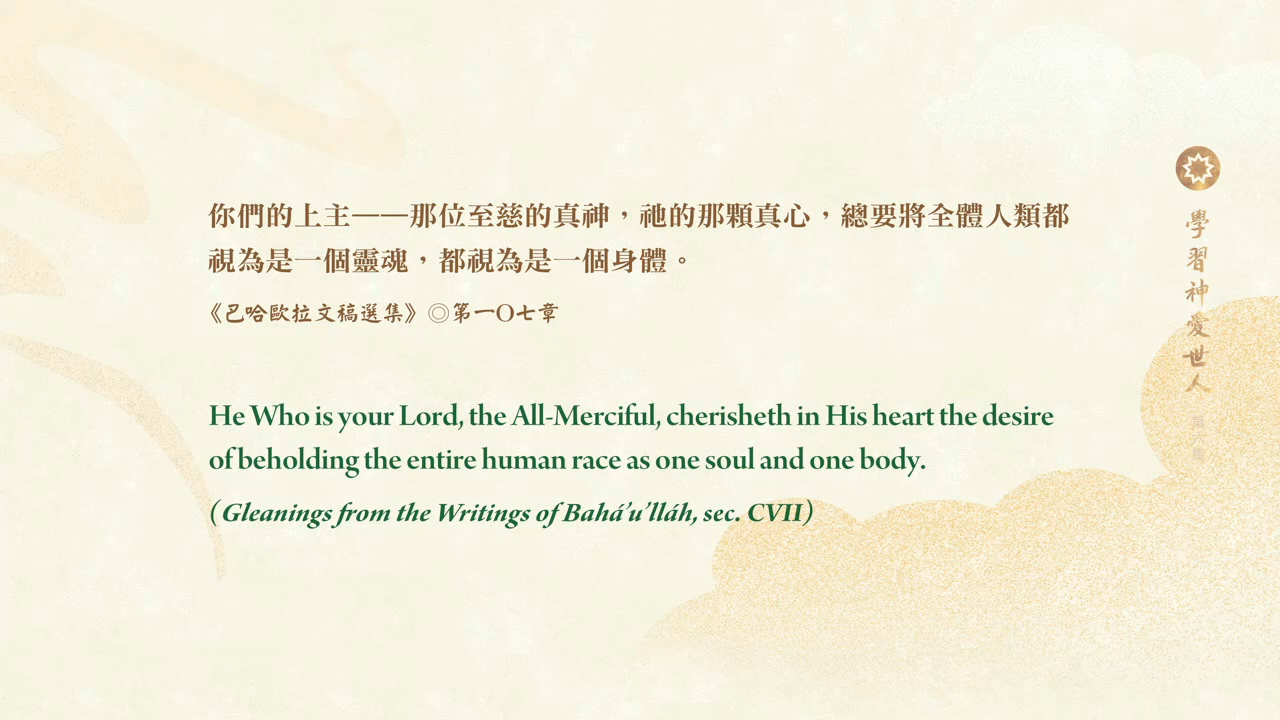 你們的上主——那位至慈的真神，祂的那顆真心，總要將全體人類都
視為是一個靈魂，都視為是一個身體。
《巴哈歐拉文稿選集》◎第一〇七章
He Who is your Lord, the All-Merciful, cherisheth in His heart the desire
of beholding the entire human race as one soul and one body.
(Gleanings from the Writings of Bahá’u’lláh, sec. CVII)
學習神愛世人